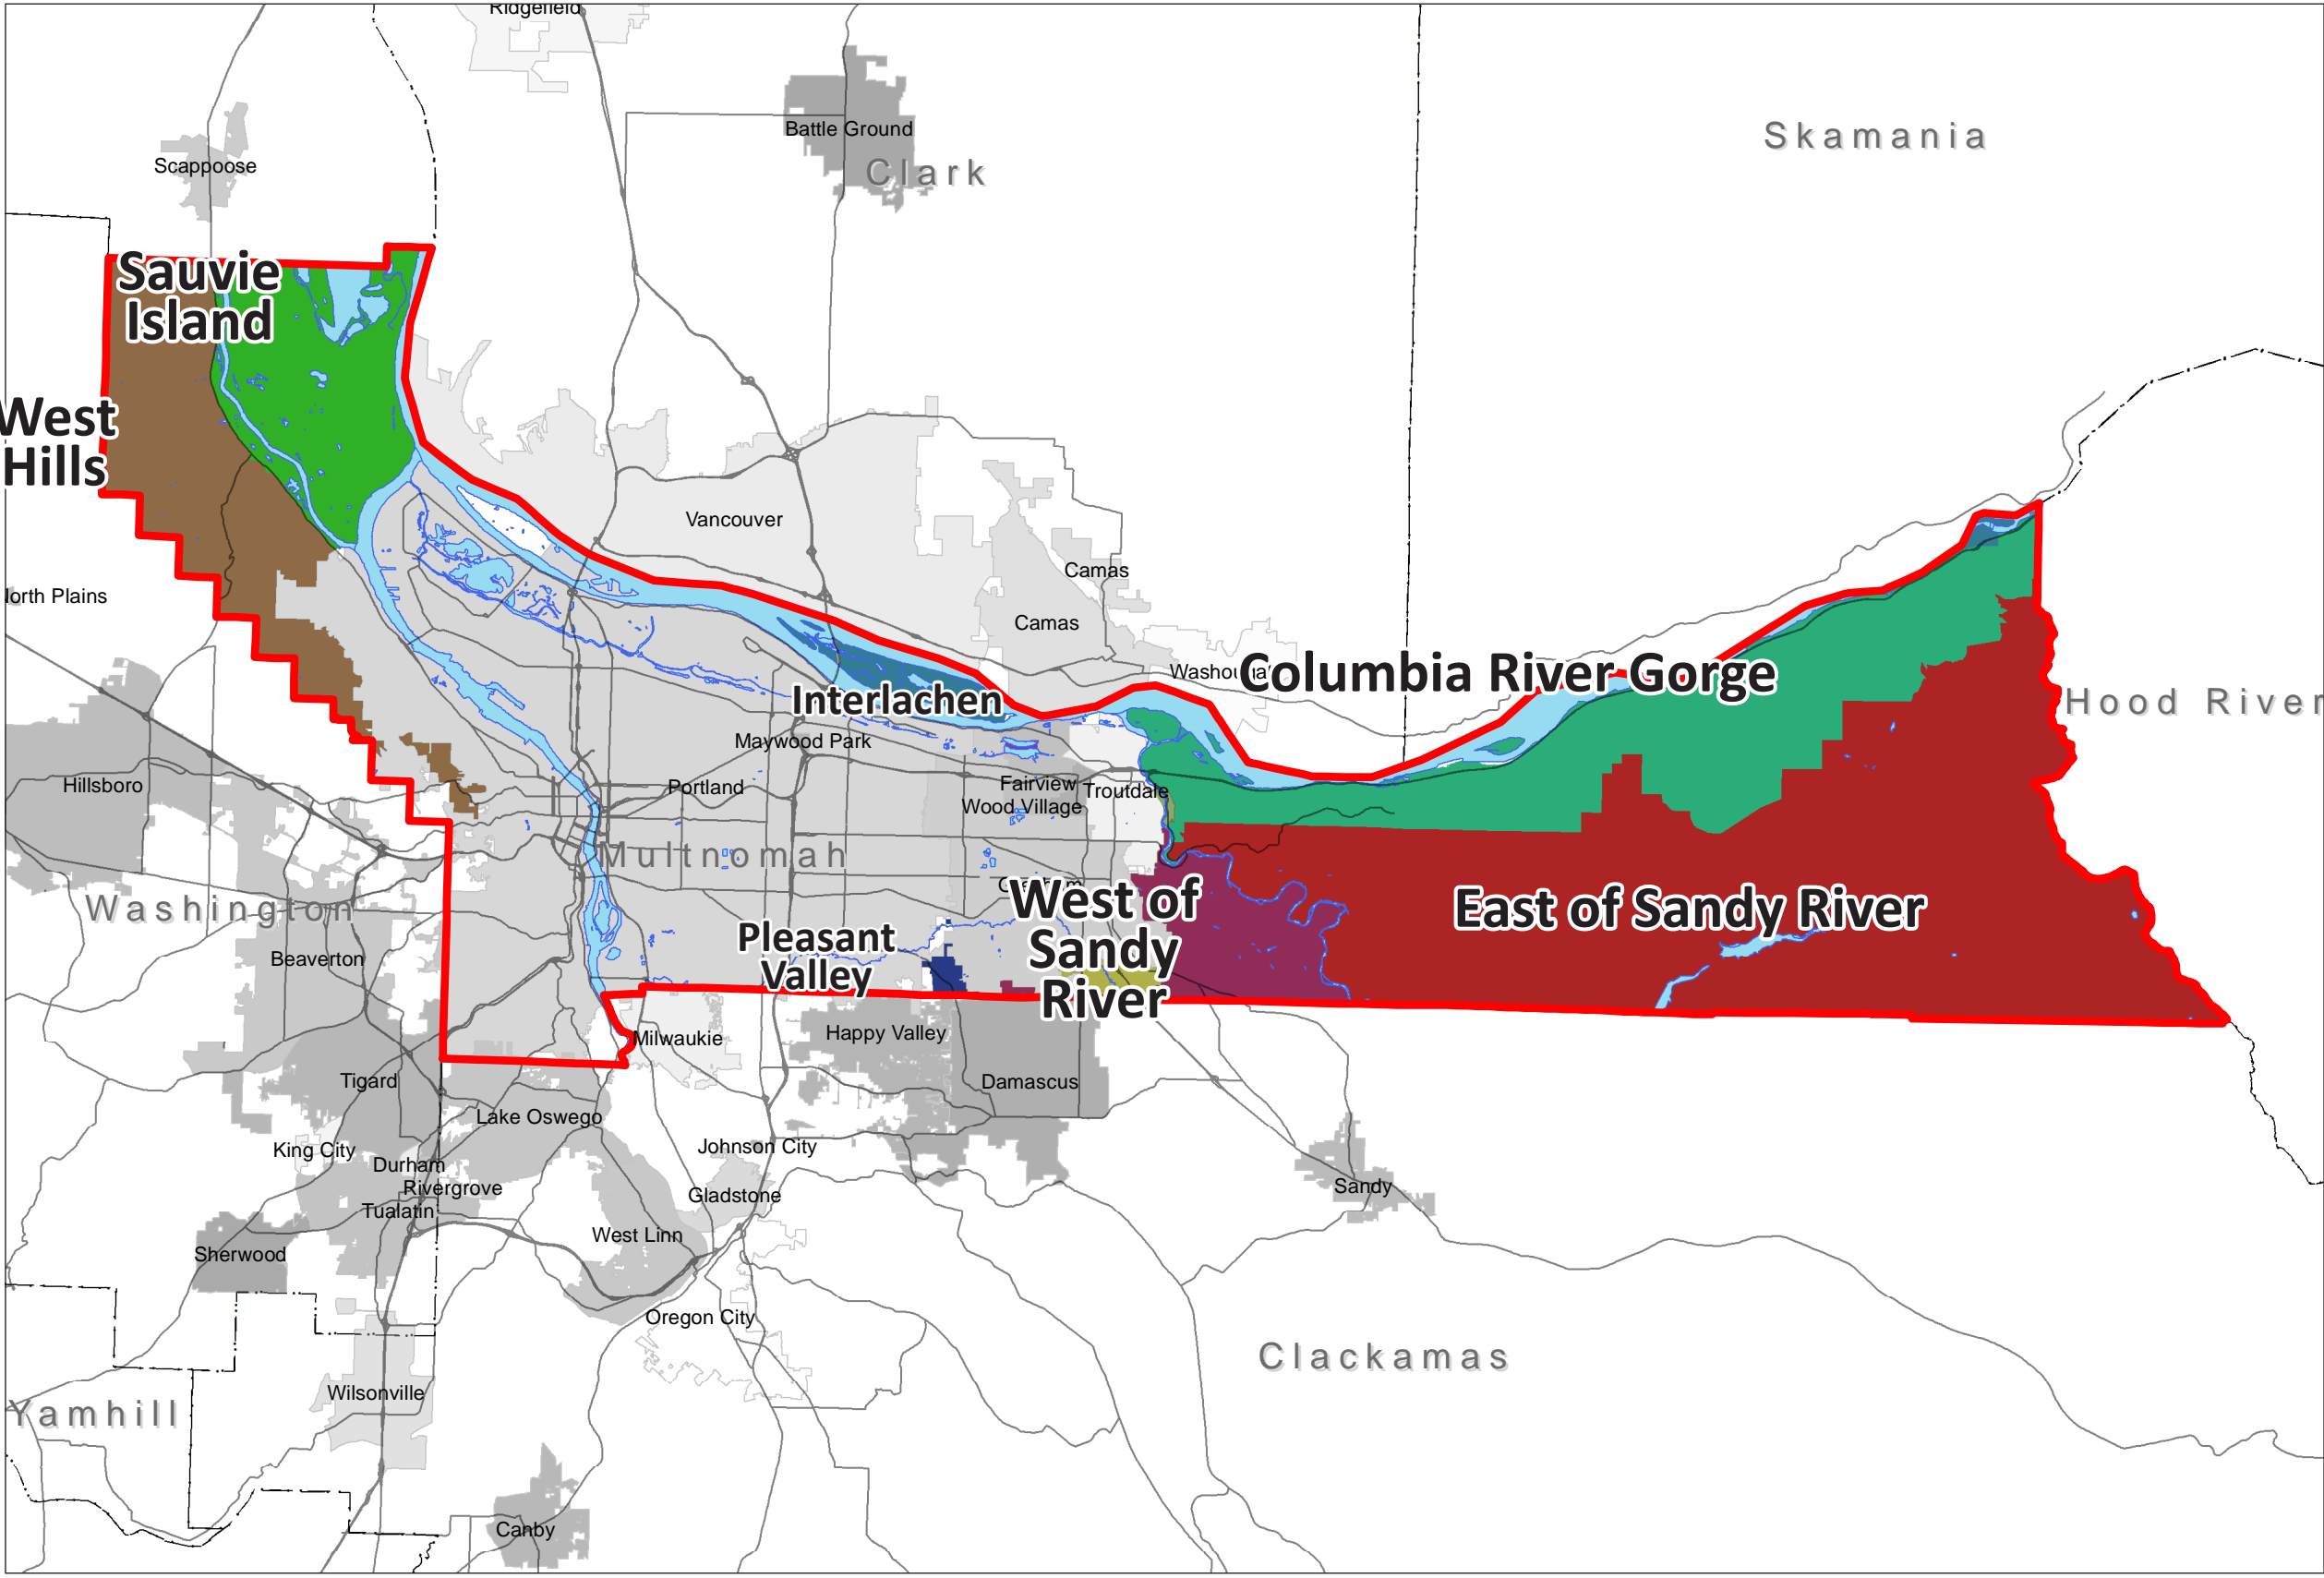 Ridgefield
Battle Ground
Skamania
Scappoose
Clark
Sauvie
Island
West
Hills
Vancouver
Camas
North Plains
Camas
Columbia River Gorge
Interlachen
Hood River
Maywood Park
Hillsboro
Portland
Fairview
Troutdale
Wood Village
Multnomah
Washington
West of
Sandy
River
East of Sandy River
Pleasant
Valley
Beaverton
Happy Valley
Milwaukie
Tigard
Damascus
Lake Oswego
King City
Johnson City
Durham
Rivergrove
Gladstone
Sandy
Tualatin
West Linn
Sherwood
Oregon City
Clackamas
Wilsonville
Yamhill
Canby